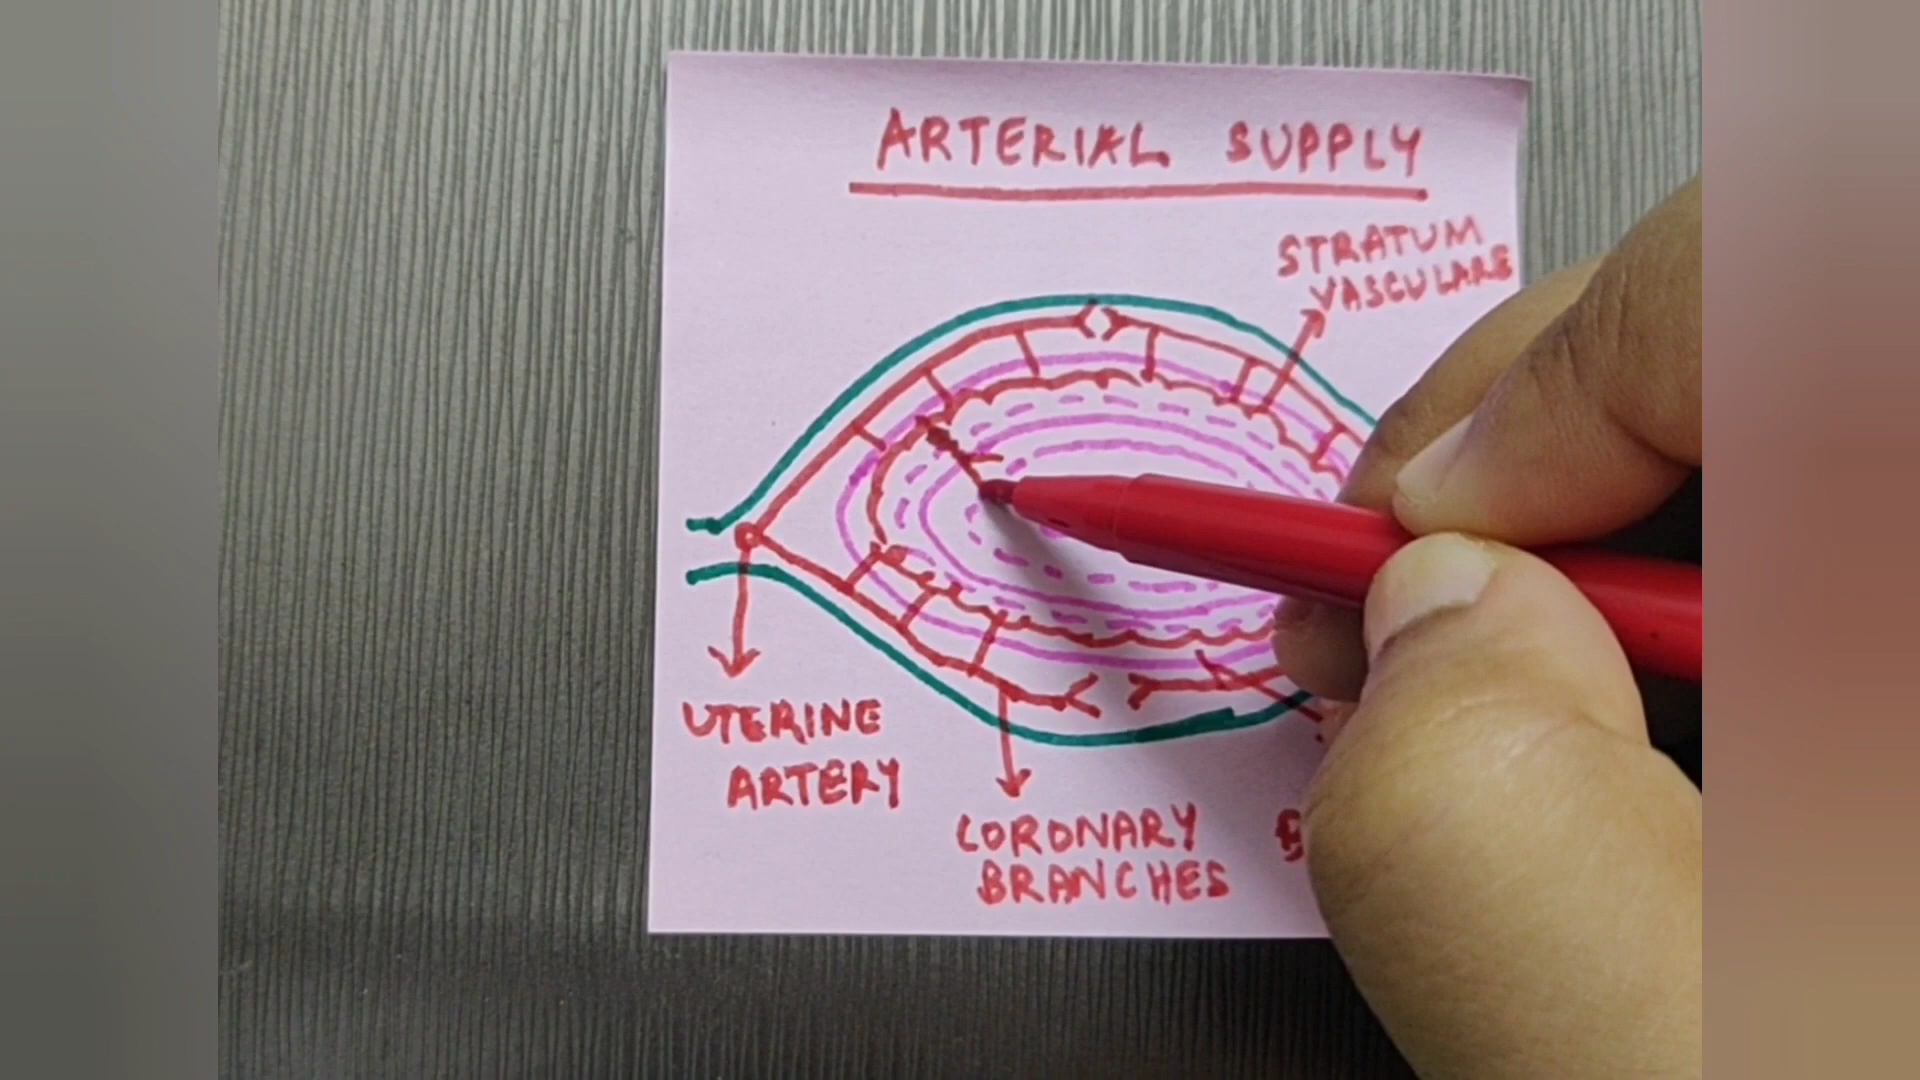 ARTERIAL SUPPLY
STRATUM
VASCULARE
UTERINE
ARTERY
CORONARY
BRANCHES